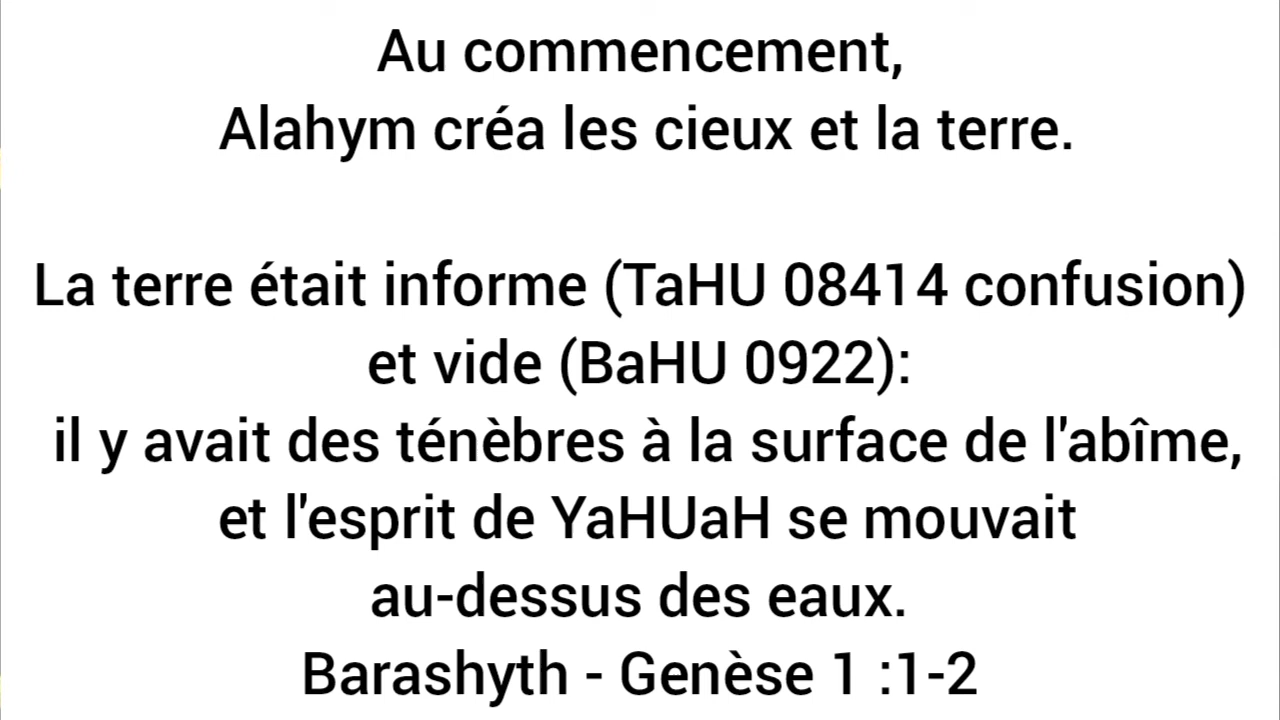 Au commencement,
Alahym créa les cieux et la terre.
La terre était informe (TaHU 08414 confusion)
et vide (BaHU 0922):
il y avait des ténèbres à la surface de l'abîme,
et l'esprit de YaHUaH se mouvait
au-dessus des eaux.
Barashyth - Genèse 1 :1-2